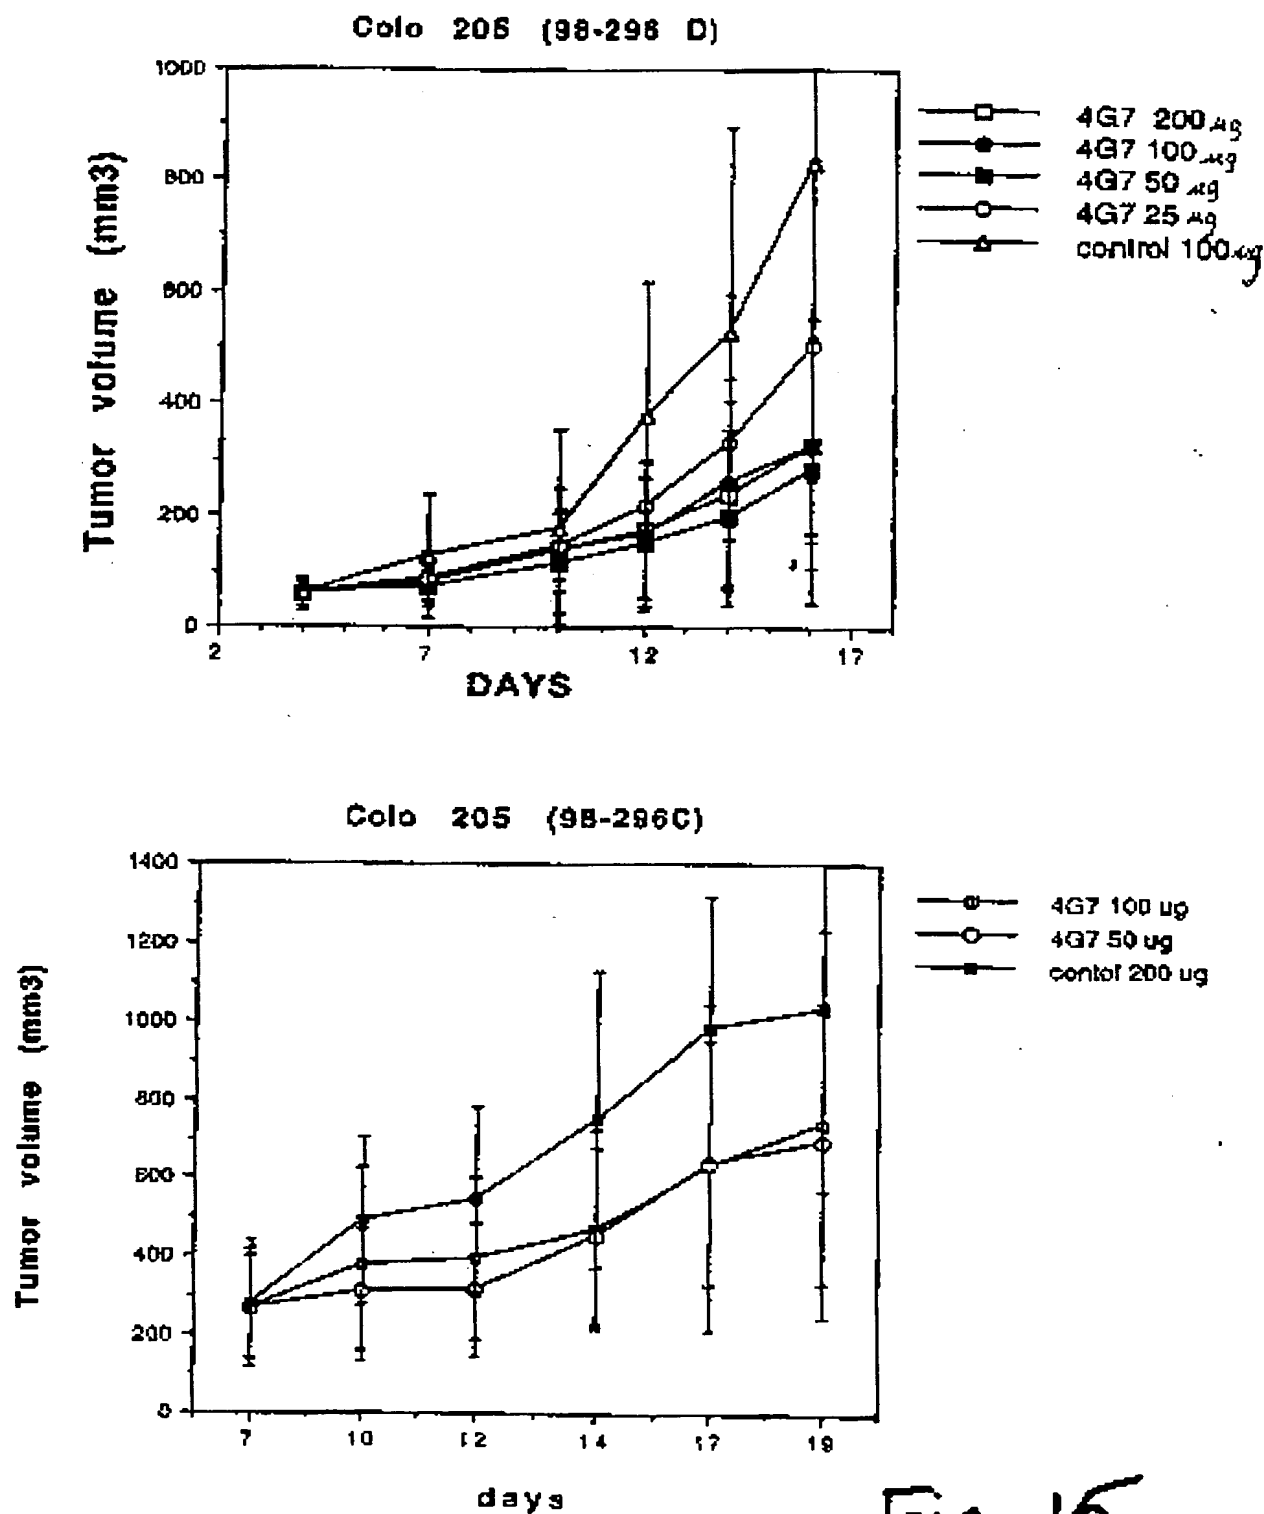 Colo 205 (98-296 D)
1000
800
600
400
200
0
2 7 12 17
Tumor volume (mm3)
DAYS
4G7 200 µg
4G7 100 µg
4G7 50 µg
4G7 25 µg
control 100 µg
Colo 205 (98-296C)
1400
1200
1000
800
600
400
200
0
7 10 12 14 17 19
Tumor volume (mm3)
days
4G7 100 ug
4G7 50 ug
contol 200 ug